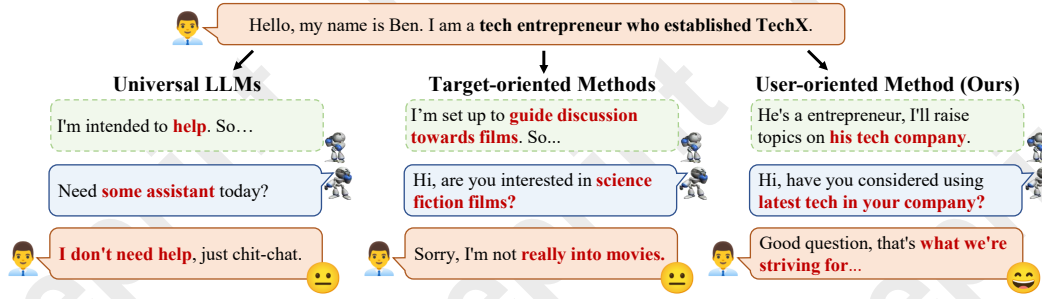 Hello, my name is Ben. I am a tech entrepreneur who established TechX.
Universal LLMs
I'm intended to help. So…
Need some assistant today?
I don't need help, just chit-chat.
Target-oriented Methods
I'm set up to guide discussion
towards films. So...
Hi, are you interested in science
fiction films?
Sorry, I'm not really into movies.
User-oriented Method (Ours)
He's a entrepreneur, I'll raise
topics on his tech company.
Hi, have you considered using
latest tech in your company?
Good question, that's what we're
striving for...